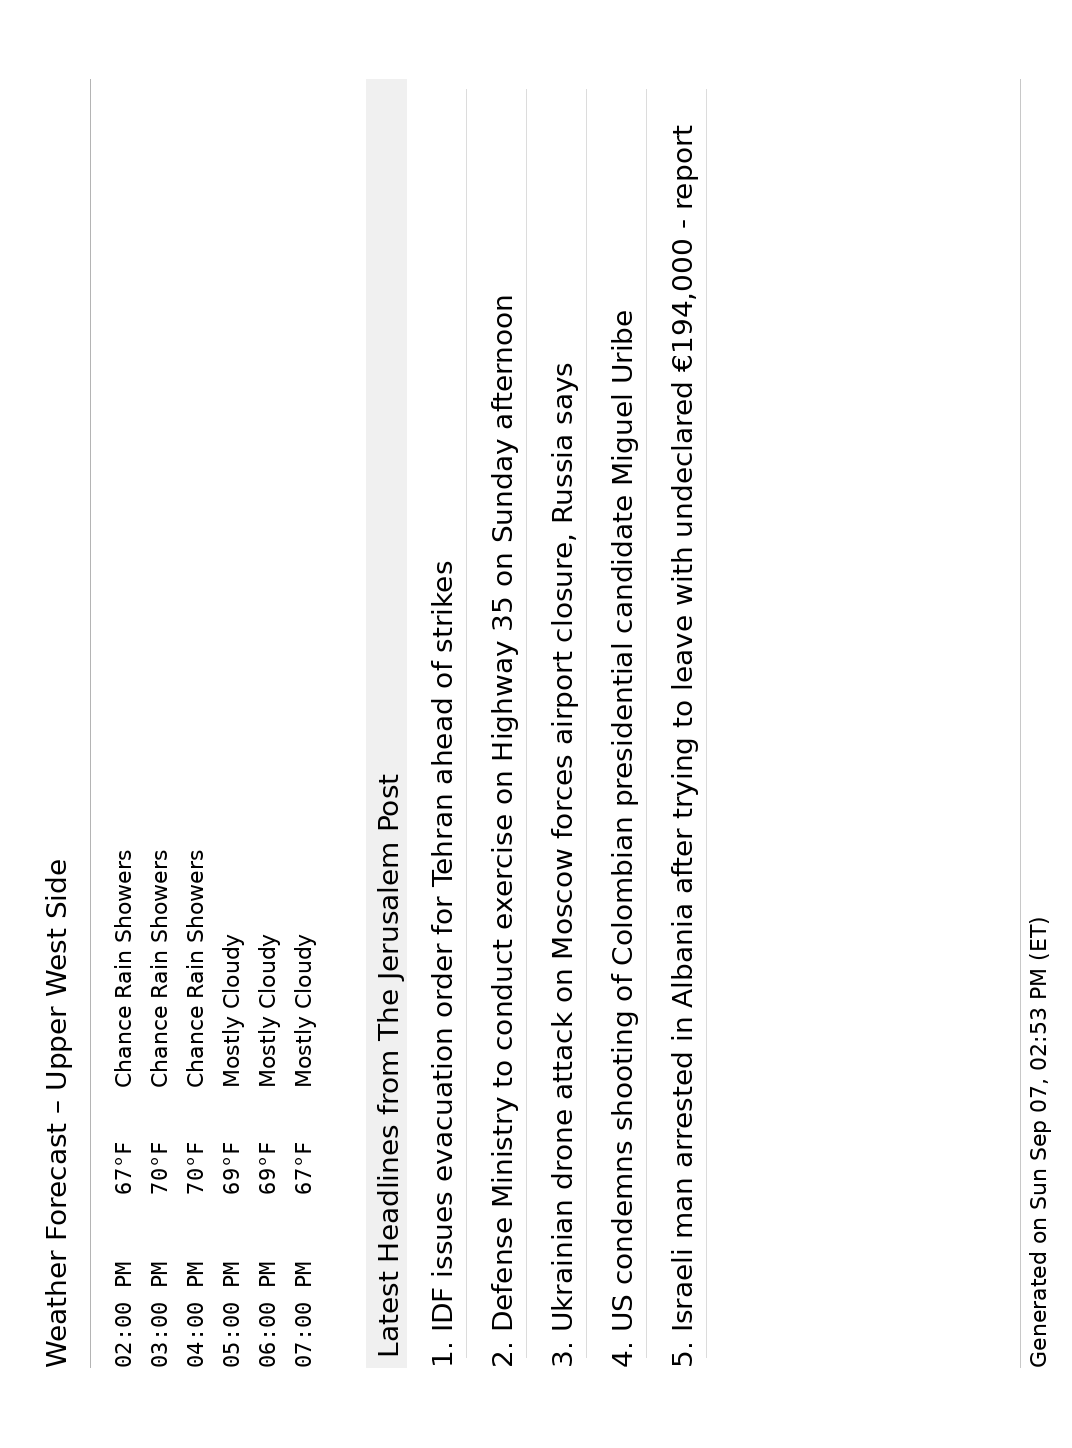 Weather Forecast – Upper West Side
02:00 PM 67°F Chance Rain Showers
03:00 PM 70°F Chance Rain Showers
04:00 PM 70°F Chance Rain Showers
05:00 PM 69°F Mostly Cloudy
06:00 PM 69°F Mostly Cloudy
07:00 PM 67°F Mostly Cloudy
Latest Headlines from The Jerusalem Post
1. IDF issues evacuation order for Tehran ahead of strikes
2. Defense Ministry to conduct exercise on Highway 35 on Sunday afternoon
3. Ukrainian drone attack on Moscow forces airport closure, Russia says
4. US condemns shooting of Colombian presidential candidate Miguel Uribe
5. Israeli man arrested in Albania after trying to leave with undeclared €194,000 - report
Generated on Sun Sep 07, 02:53 PM (ET)